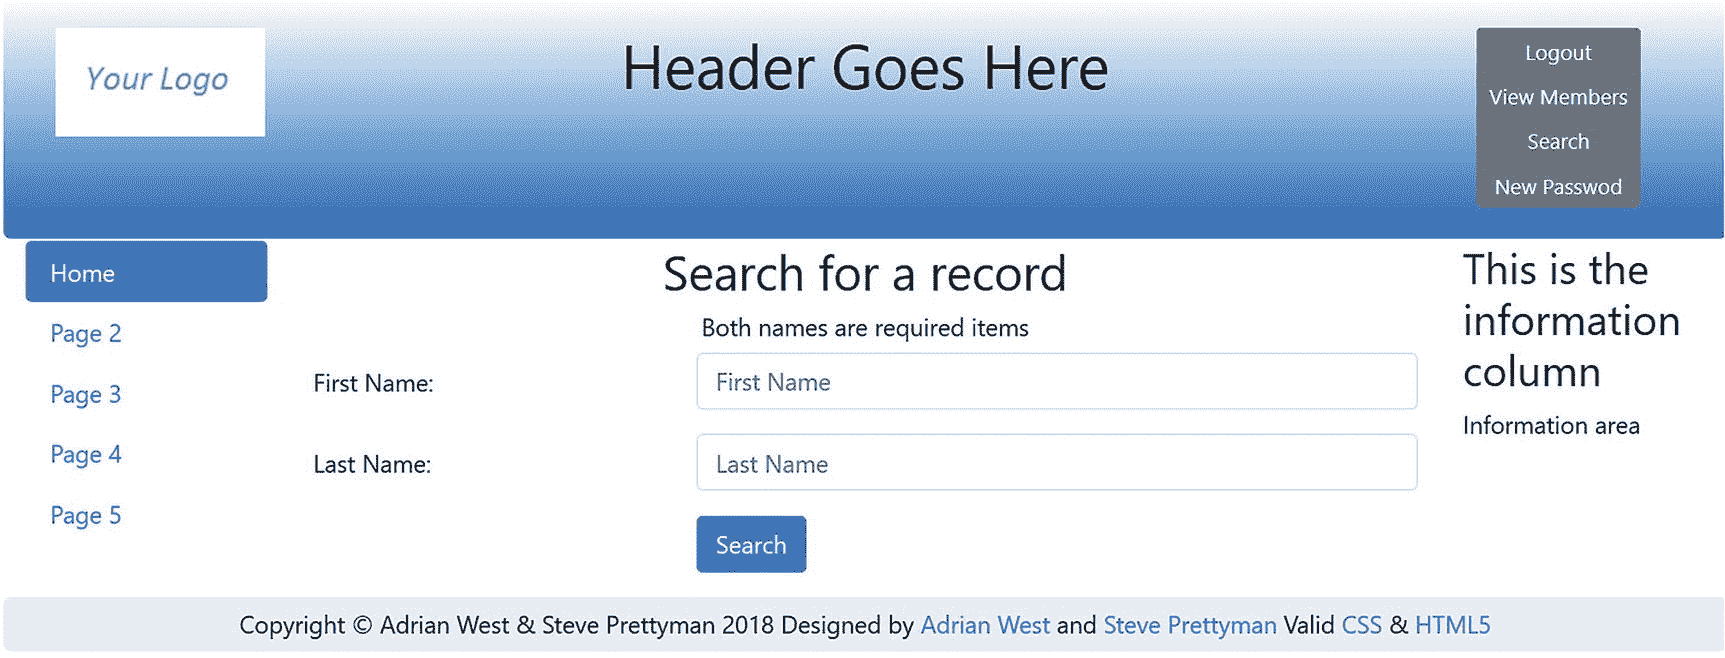 Your Logo
Header Goes Here
Logout
View Members
Search
New Passwod
Home
Page 2
Page 3
Page 4
Page 5
Search for a record
Both names are required items
First Name:
First Name
Last Name:
Last Name
Search
This is the
information
column
Information area
Copyright © Adrian West & Steve Prettyman 2018 Designed by Adrian West and Steve Prettyman Valid CSS & HTML5